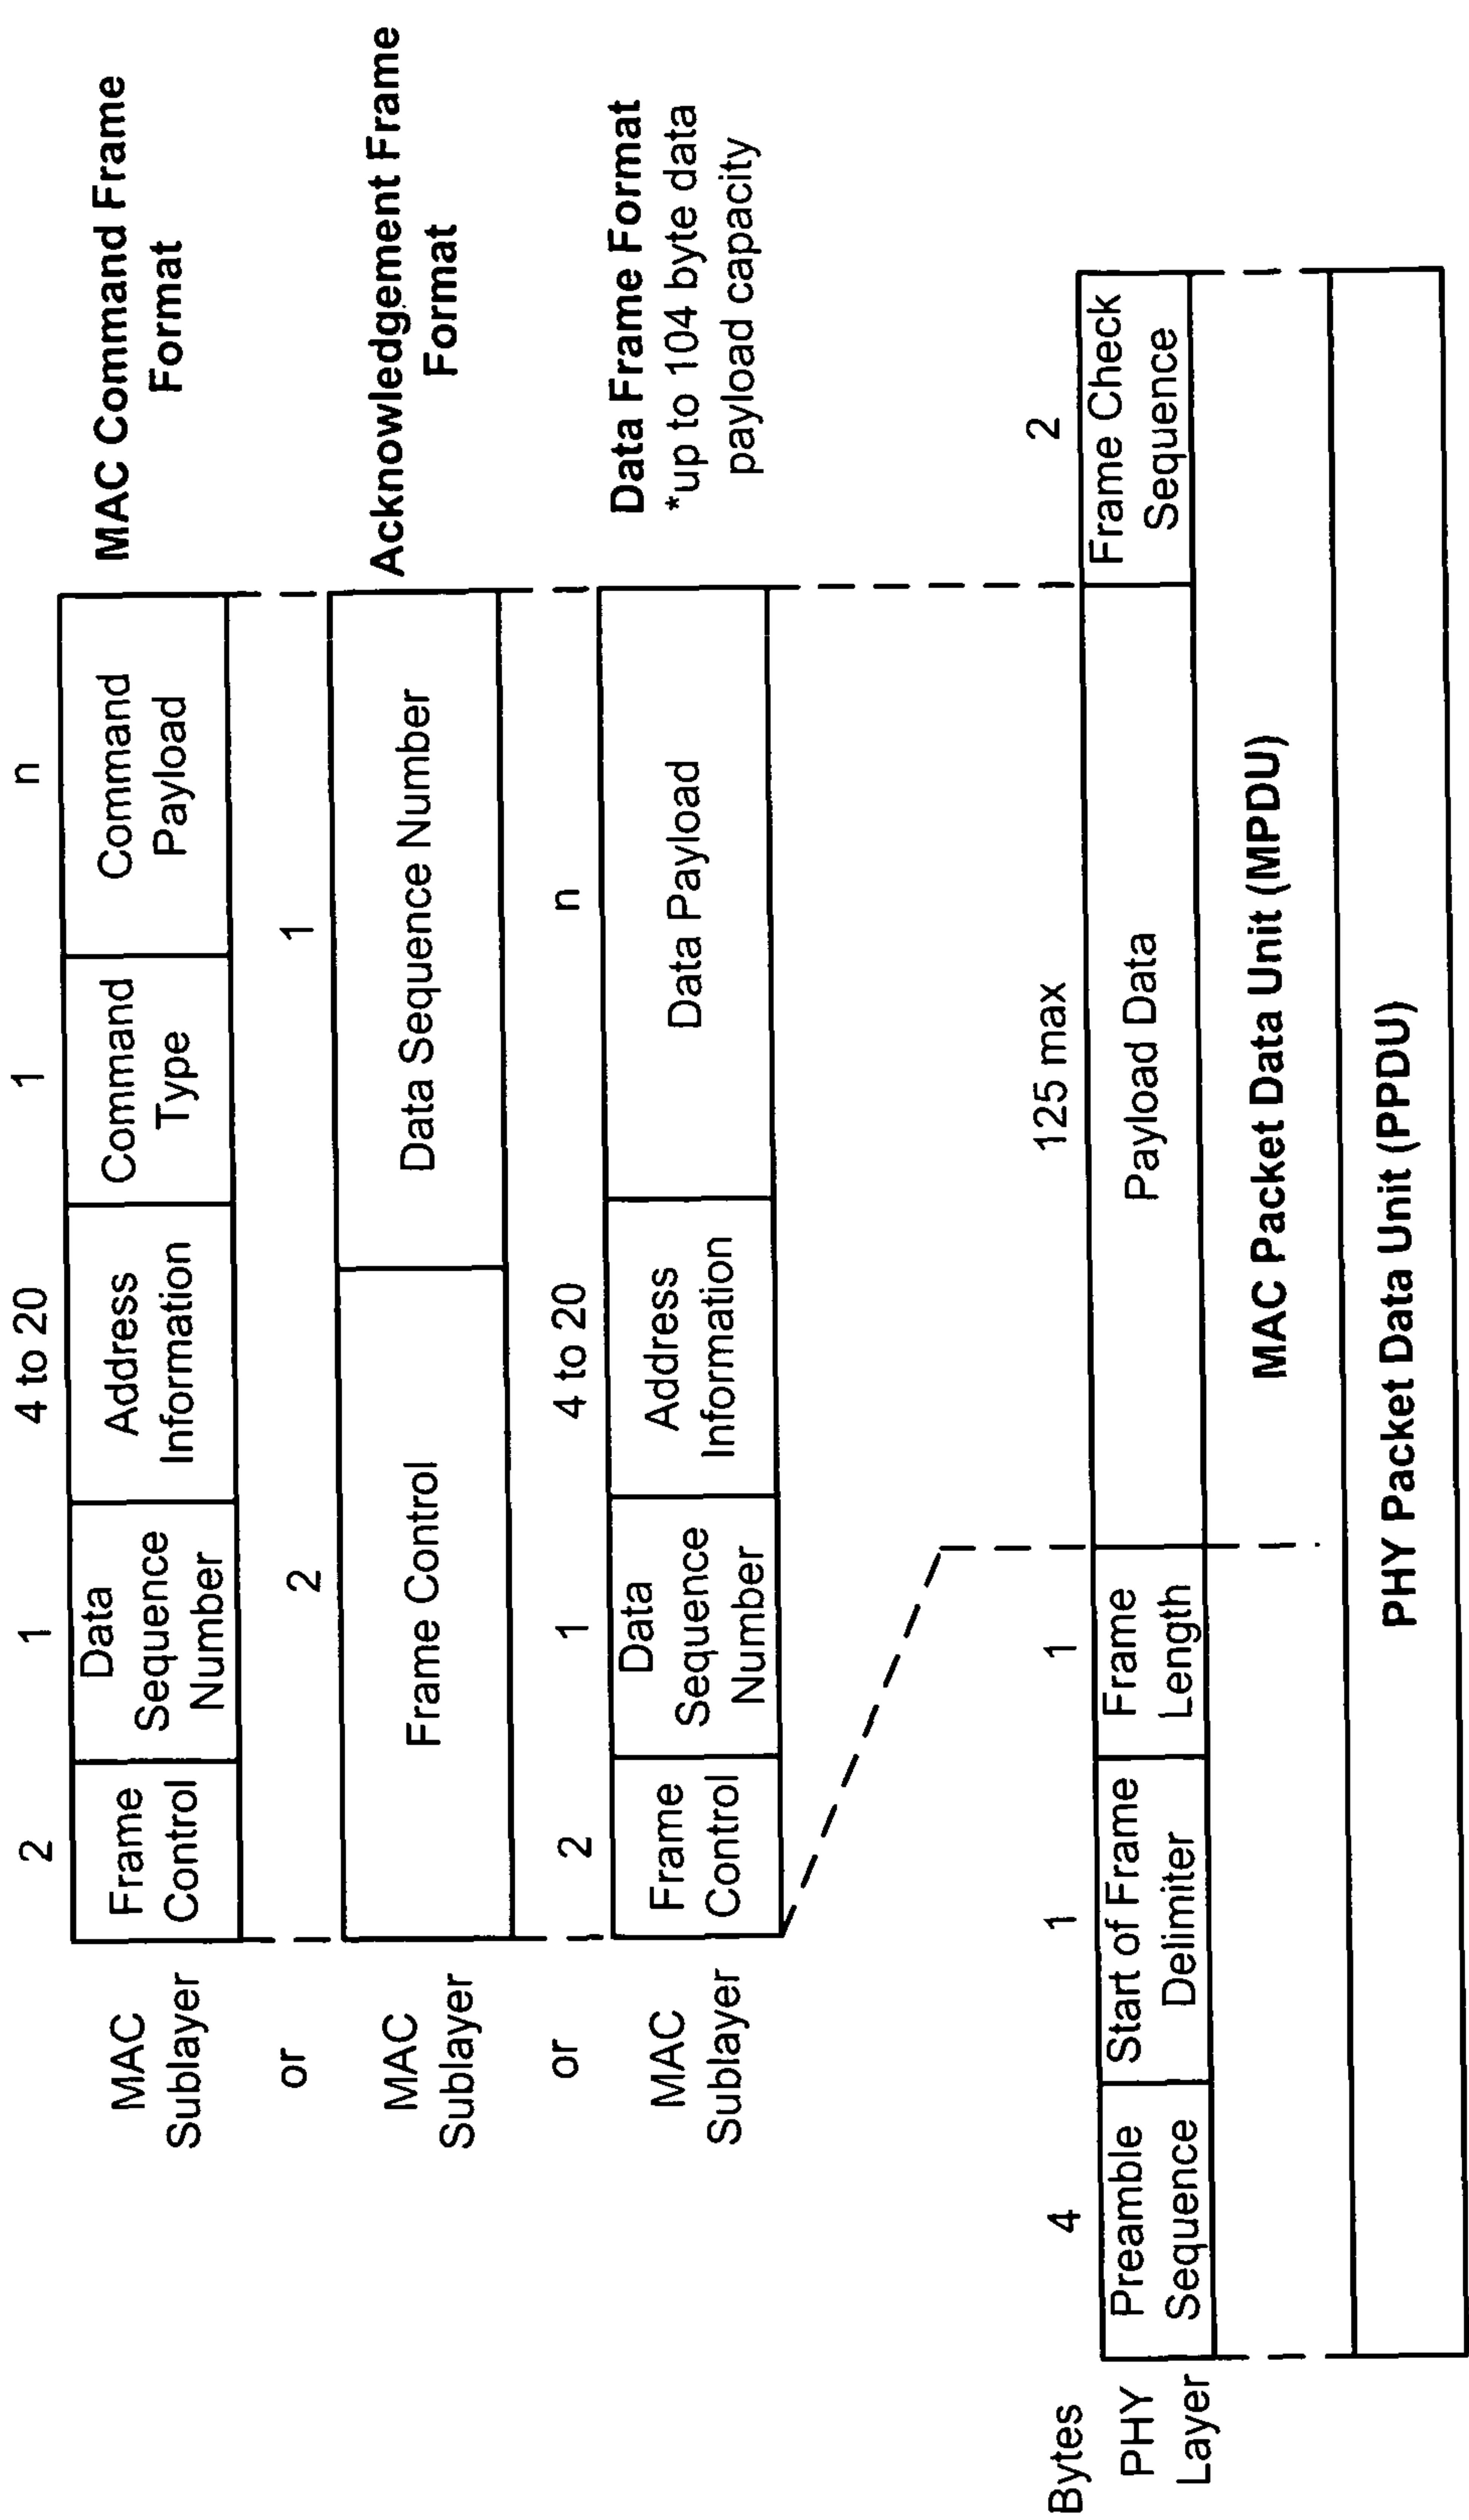 2
1
4 to 20
1
n
MAC
Sublayer
Frame
Control
Data
Sequence
Number
Address
Information
Command
Type
Command
Payload
MAC Command Frame
Format
or
2
1
MAC
Sublayer
Frame Control
Data Sequence Number
Acknowledgement Frame
Format
or
2
1
4 to 20
n
MAC
Sublayer
Frame
Control
Data
Sequence
Number
Address
Information
Data Payload
Data Frame Format
*up to 104 byte data
payload capacity
Bytes
4
1
1
125 max
2
PHY
Layer
Preamble
Sequence
Start of Frame
Delimiter
Frame
Length
Payload Data
Frame Check
Sequence
MAC Packet Data Unit (MPDU)
PHY Packet Data Unit (PPDU)